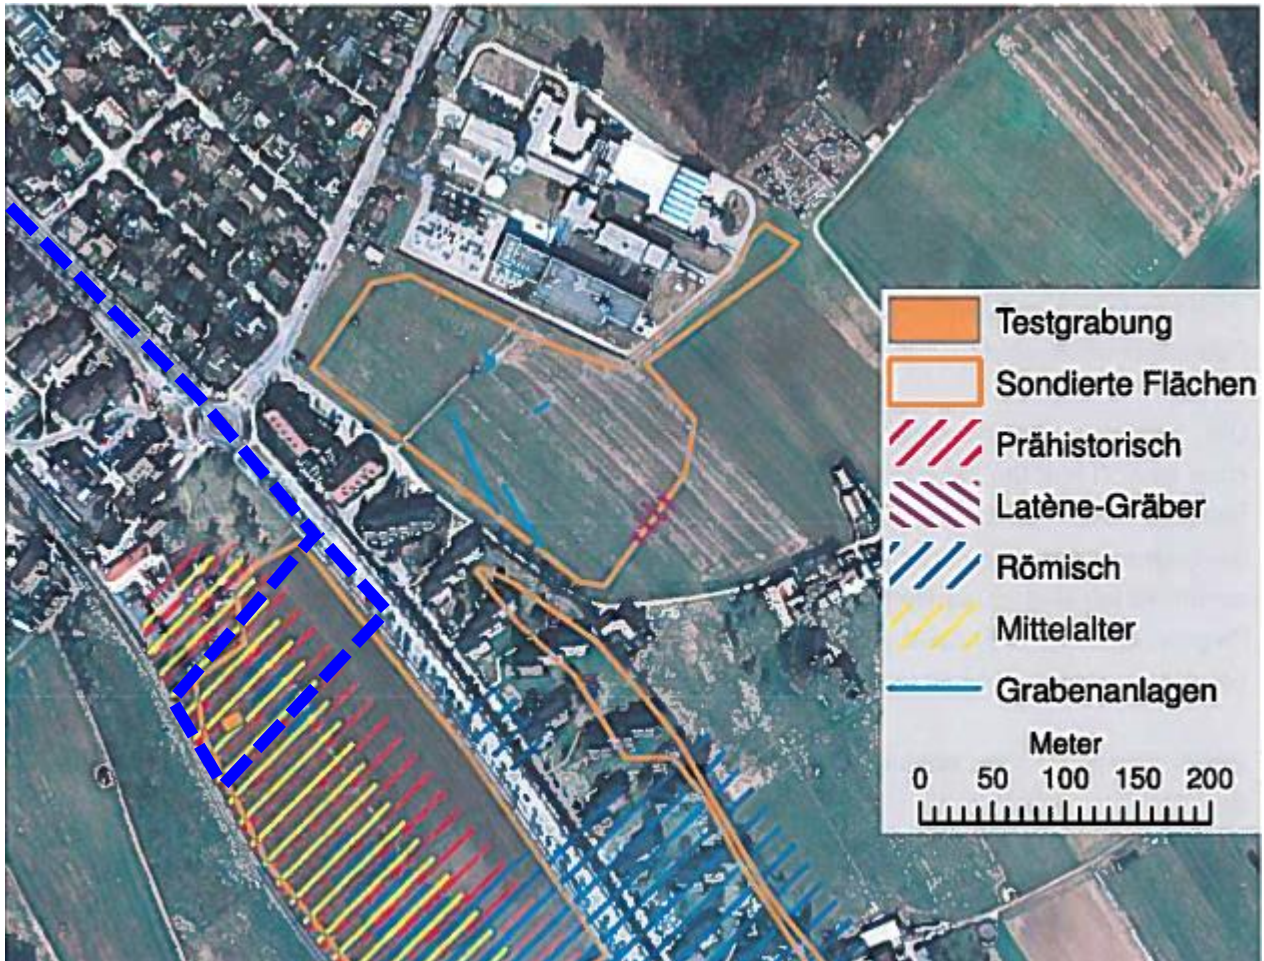 Testgrabung
Sondierte Flächen
Prähistorisch
Latène-Gräber
Römisch
Mittelalter
Grabenanlagen
Meter
0 50 100 150 200